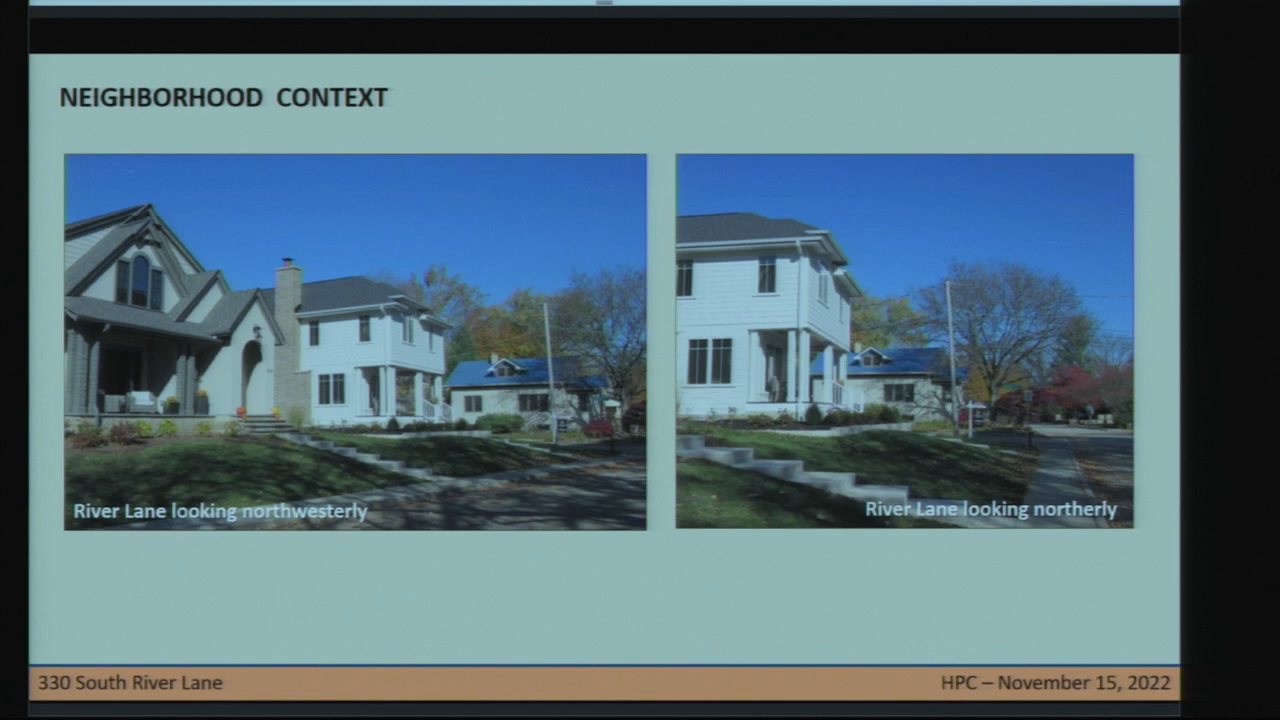 NEIGHBORHOOD CONTEXT
River Lane looking northwesterly
River Lane looking northerly
330 South River Lane
HPC – November 15, 2022